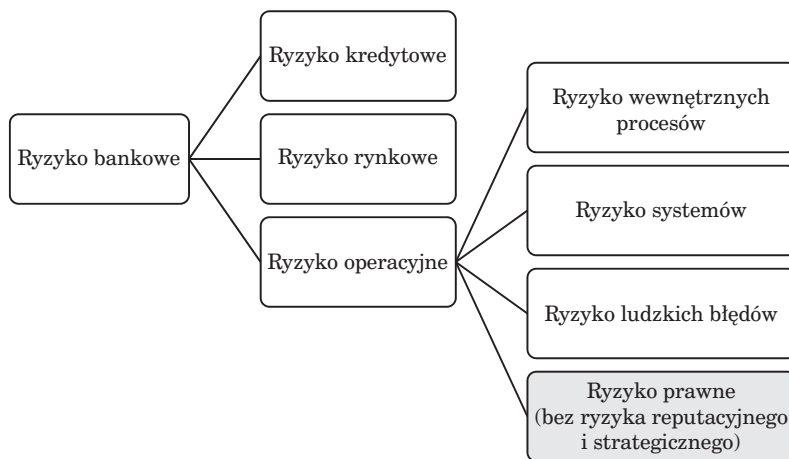 Ryzyko bankowe
Ryzyko kredytowe
Ryzyko rynkowe
Ryzyko operacyjne
Ryzyko wewnętrznych
procesów
Ryzyko systemów
Ryzyko ludzkich błędów
Ryzyko prawne
(bez ryzyka reputacyjnego
i strategicznego)